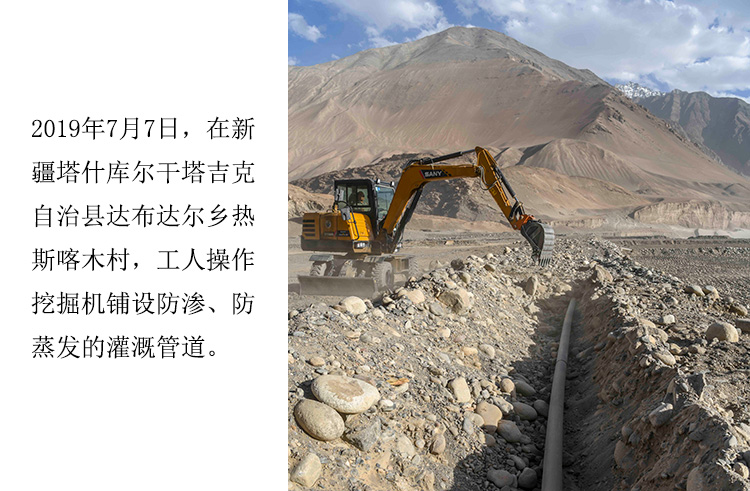 2019年7月7日，在新
疆塔什库尔干塔吉克
自治县达布达尔乡热
斯喀木村，工人操作
挖掘机铺设防渗、防
蒸发的灌溉管道。
SANY